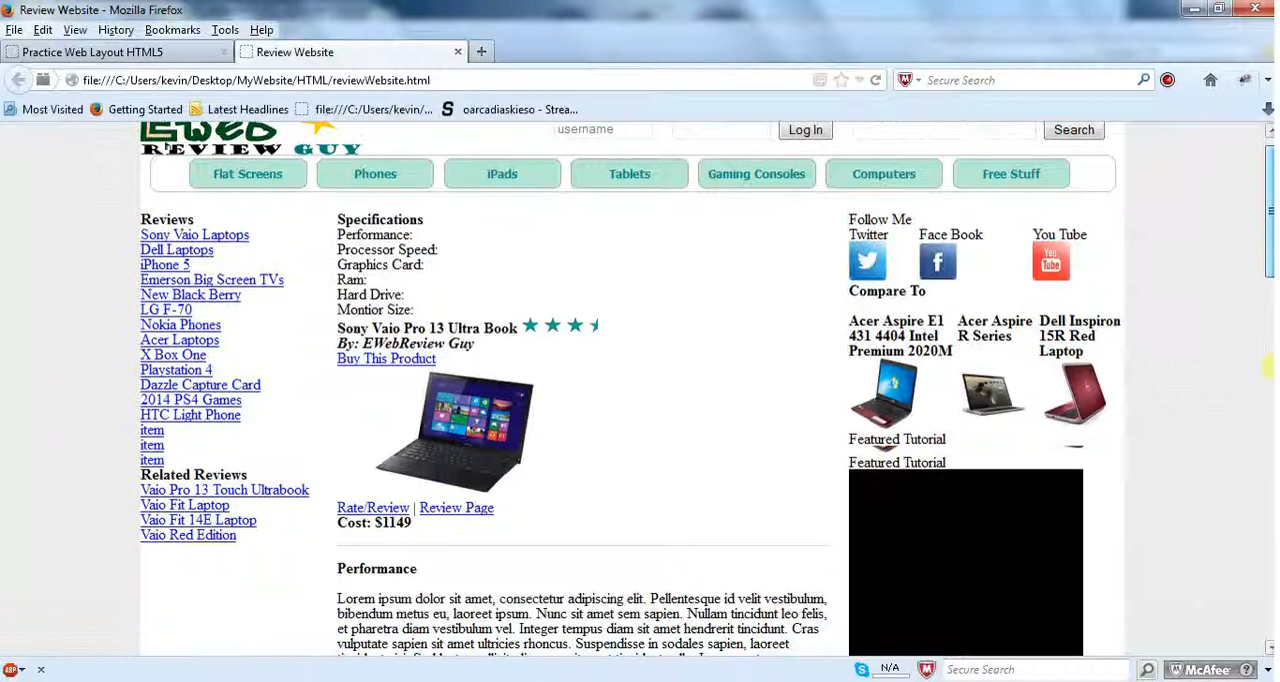 Review Website - Mozilla Firefox
File Edit View History Bookmarks Tools Help
Practice Web Layout HTML5
Review Website
file:///C:/Users/kevin/Desktop/MyWebsite/HTML/reviewWebsite.html
Secure Search
Most Visited
Getting Started
Latest Headlines
file:///C:/Users/kevin/...
oarcadiaskieso - Strea...
EWeb
REVIEW GUY
username
Log In
Search
Flat Screens
Phones
iPads
Tablets
Gaming Consoles
Computers
Free Stuff
Reviews
Sony Vaio Laptops
Dell Laptops
iPhone 5
Emerson Big Screen TVs
New Black Berry
LG F-70
Nokia Phones
Acer Laptops
X Box One
Playstation 4
Dazzle Capture Card
2014 PS4 Games
HTC Light Phone
item
item
item
Related Reviews
Vaio Pro 13 Touch Ultrabook
Vaio Fit Laptop
Vaio Fit 14E Laptop
Vaio Red Edition
Specifications
Performance:
Processor Speed:
Graphics Card:
Ram:
Hard Drive:
Montior Size:
Sony Vaio Pro 13 Ultra Book
By: EWebReview Guy
Buy This Product
Rate/Review | Review Page
Cost: $1149
Performance
Lorem ipsum dolor sit amet, consectetur adipiscing elit. Pellentesque id velit vestibulum,
bibendum metus eu, laoreet ipsum. Nunc sit amet sem sapien. Nullam tincidunt leo felis,
et pharetra diam vestibulum vel. Integer tempus diam sit amet hendrerit tincidunt. Cras
vulputate sapien sit amet ultricies rhoncus. Suspendisse in sodales sapien, in semper
Follow Me
Twitter
Face Book
You Tube
You
Tube
Compare To
Acer Aspire E1
431 4404 Intel
Premium 2020M
Acer Aspire
R Series
Dell Inspiron
15R Red
Laptop
Featured Tutorial
Featured Tutorial
ABP
N/A
Secure Search
McAfee